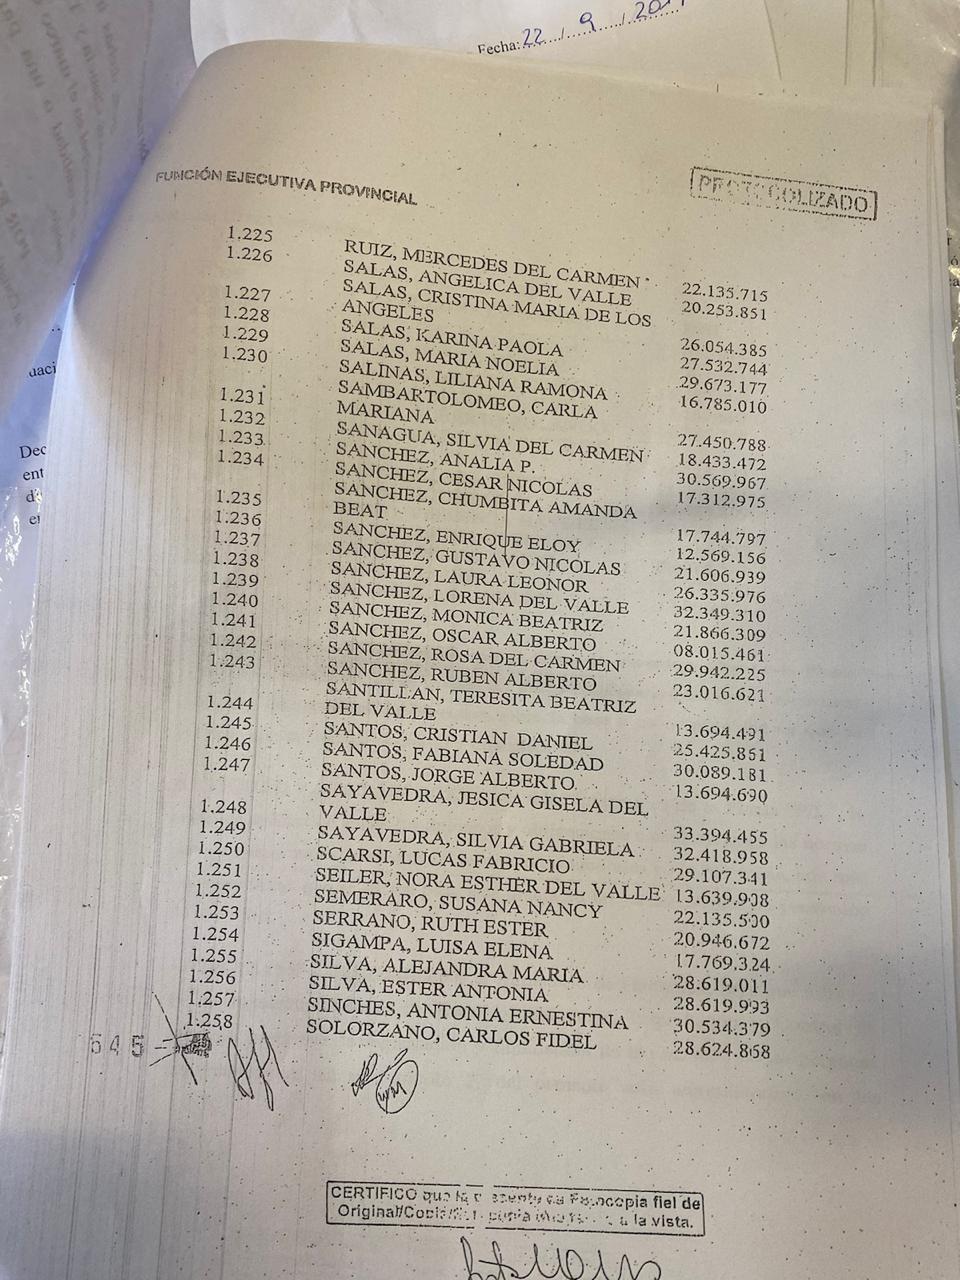 Fecha: 22 / 9 / 201
FUNCIÓN EJECUTIVA PROVINCIAL
PROTOCOLIZADO
1.225 RUIZ, MERCEDES DEL CARMEN 22.135.715
1.226 SALAS, ANGELICA DEL VALLE 20.253.851
SALAS, CRISTINA MARIA DE LOS
1.227 ANGELES 26.054.385
1.228 SALAS, KARINA PAOLA 27.532.744
1.229 SALAS, MARIA NOELIA 29.673.177
1.230 SALINAS, LILIANA RAMONA 16.785.010
SAMBARTOLOMEO, CARLA
1.231 MARIANA 27.450.788
1.232 SANAGUA, SILVIA DEL CARMEN 18.433.472
1.233 SANCHEZ, ANALIA P. 30.569.967
1.234 SANCHEZ, CESAR NICOLAS 17.312.975
SANCHEZ, CHUMBITA AMANDA
1.235 BEAT 17.744.797
1.236 SANCHEZ, ENRIQUE ELOY 12.569.156
1.237 SANCHEZ, GUSTAVO NICOLAS 21.606.939
1.238 SANCHEZ, LAURA LEONOR 26.335.976
1.239 SANCHEZ, LORENA DEL VALLE 32.349.310
1.240 SANCHEZ, MONICA BEATRIZ 21.866.309
1.241 SANCHEZ, OSCAR ALBERTO 08.015.461
1.242 SANCHEZ, ROSA DEL CARMEN 29.942.225
1.243 SANCHEZ, RUBEN ALBERTO 23.016.621
SANTILLAN, TERESITA BEATRIZ
1.244 DEL VALLE 13.694.491
1.245 SANTOS, CRISTIAN DANIEL 25.425.851
1.246 SANTOS, FABIANA SOLEDAD 30.089.181
1.247 SANTOS, JORGE ALBERTO 13.694.690
SAYAVEDRA, JESICA GISELA DEL
1.248 VALLE 33.394.455
1.249 SAYAVEDRA, SILVIA GABRIELA 32.418.958
1.250 SCARSI, LUCAS FABRICIO 29.107.341
1.251 SEILER, NORA ESTHER DEL VALLE 13.639.908
1.252 SEMERARO, SUSANA NANCY 22.135.500
1.253 SERRANO, RUTH ESTER 20.946.672
1.254 SIGAMPA, LUISA ELENA 17.769.324
1.255 SILVA, ALEJANDRA MARIA 28.619.011
1.256 SILVA, ESTER ANTONIA 28.619.993
1.257 SINCHES, ANTONIA ERNESTINA 30.534.379
1.258 SOLORZANO, CARLOS FIDEL 28.624.868
645
CERTIFICO que la presente es Fotocopia fiel de
Original/Copia a la vista.